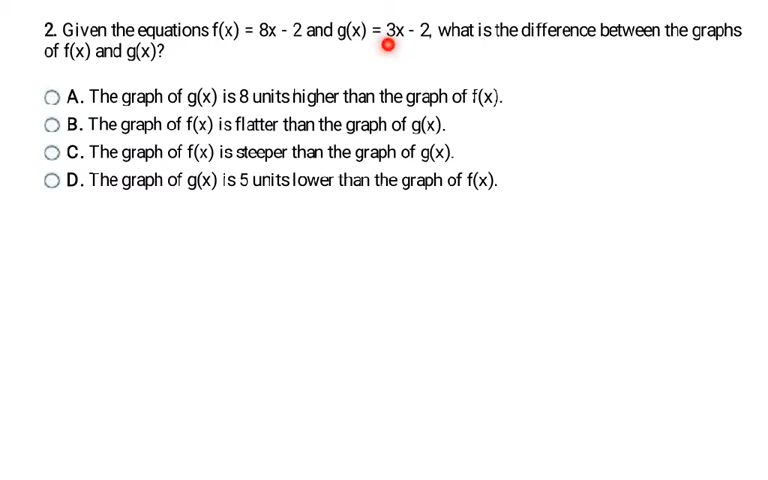 2. Given the equations f(x) = 8x - 2 and g(x) = 3x - 2, what is the difference between the graphs
of f(x) and g(x)?
A. The graph of g(x) is 8 units higher than the graph of f(x).
B. The graph of f(x) is flatter than the graph of g(x).
C. The graph of f(x) is steeper than the graph of g(x).
D. The graph of g(x) is 5 units lower than the graph of f(x).